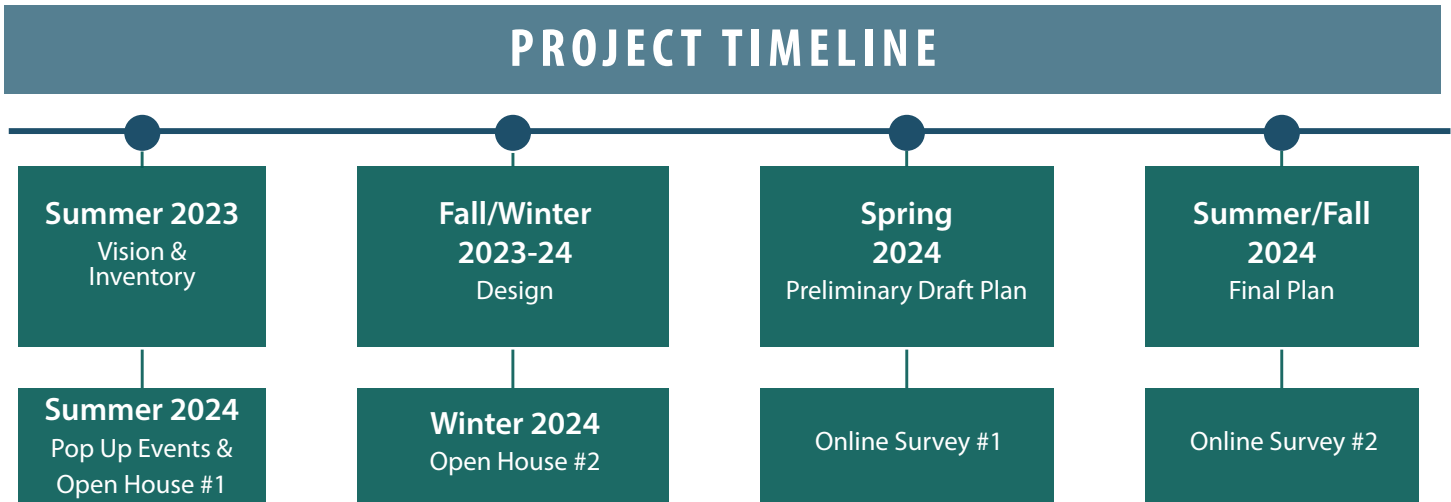 PROJECT TIMELINE
Summer 2023
Vision &
Inventory
Summer 2024
Pop Up Events &
Open House #1
Fall/Winter
2023-24
Design
Winter 2024
Open House #2
Spring
2024
Preliminary Draft Plan
Online Survey #1
Summer/Fall
2024
Final Plan
Online Survey #2